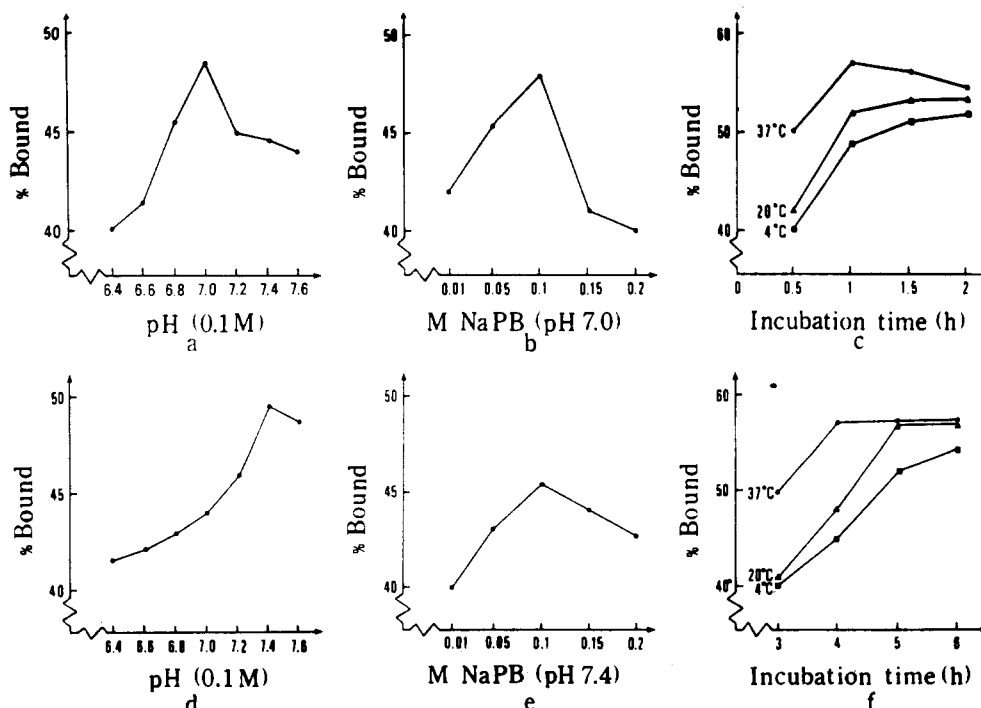 50
45
40
% Bound
6.4 6.6 6.8 7.0 7.2 7.4 7.6
pH (0.1M)
a
50
45
40
% Bound
0.01 0.05 0.1 0.15 0.2
M NaPB (pH 7.0)
b
60
50
40
% Bound
37°C
20°C
4°C
0 0.5 1 1.5 2
Incubation time (h)
c
50
45
40
% Bound
6.4 6.6 6.8 7.0 7.2 7.4 7.6
pH (0.1M)
d
50
45
40
% Bound
0.01 0.05 0.1 0.15 0.2
M NaPB (pH 7.4)
e
60
50
40
% Bound
37°C
20°C
4°C
3 4 5 6
Incubation time (h)
f